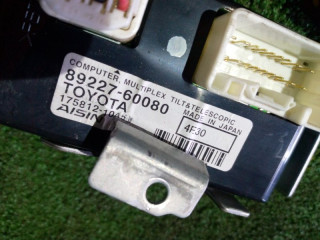 COMPUTER, MULTIPLEX TILT&TELESCOPIC
89227-60080
TOYOTA MADE IN JAPAN
4F30
AISIN